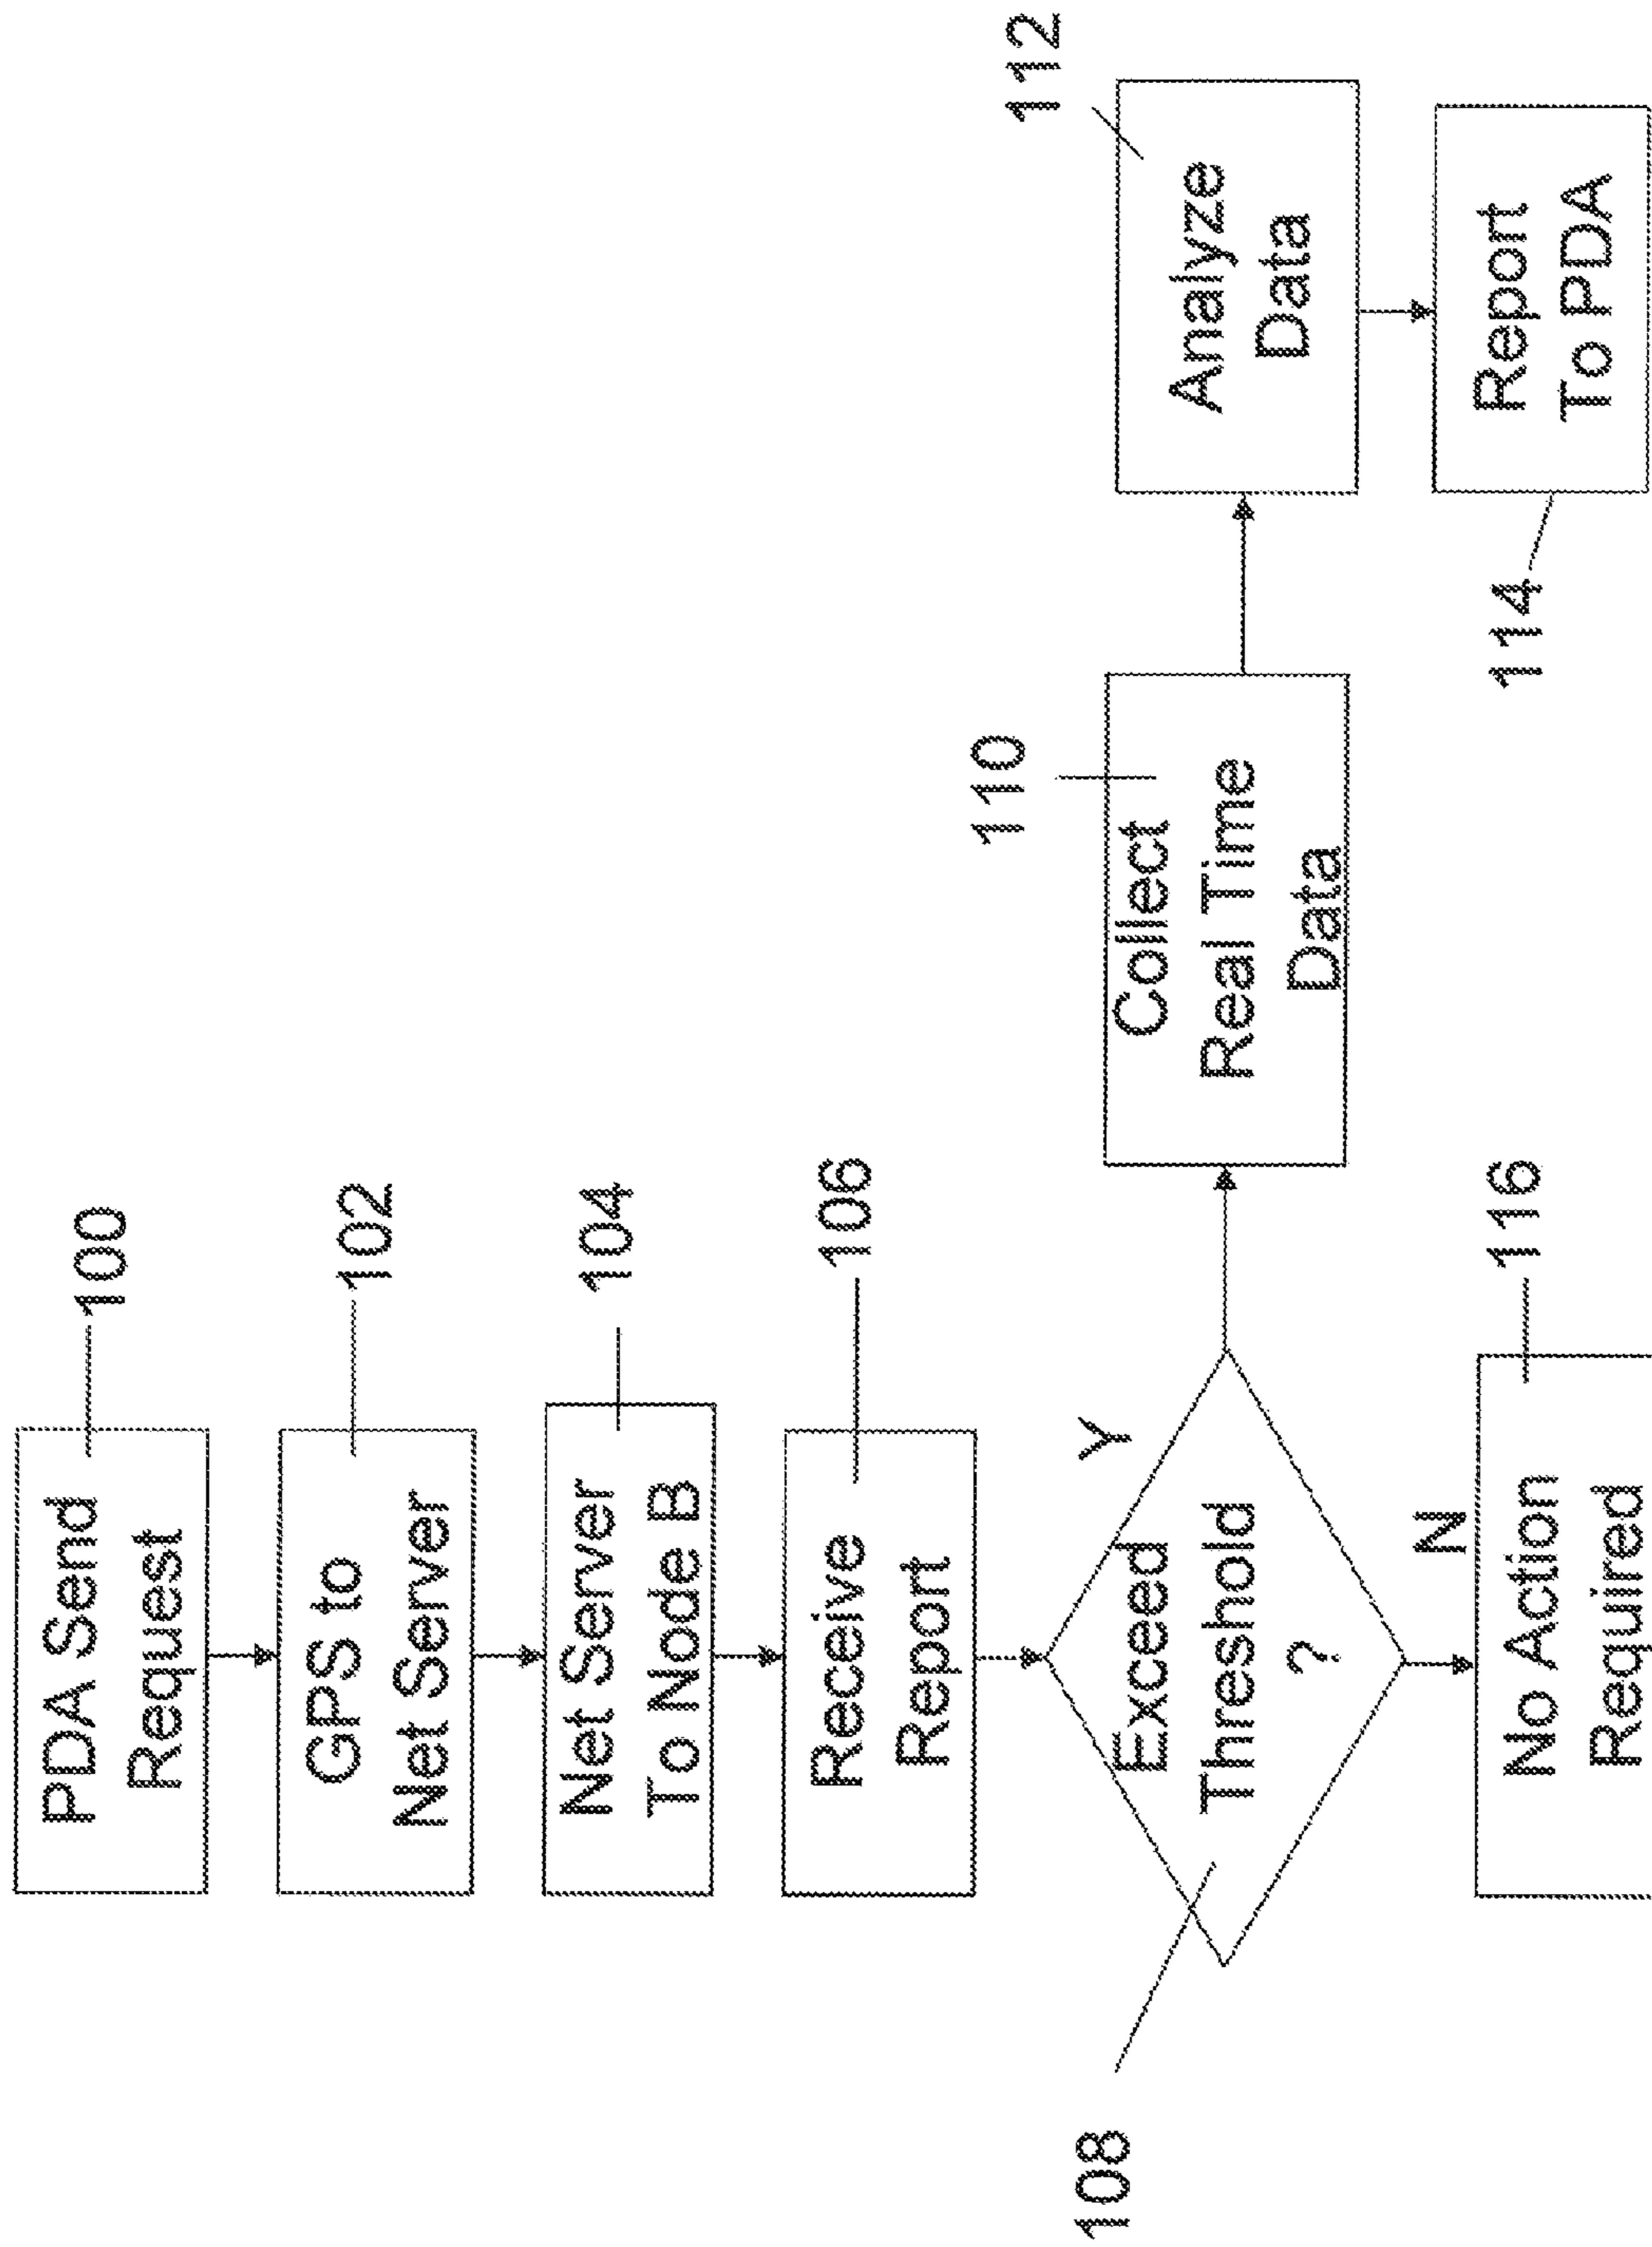 PDA Send
Request
100
GPS to
Net Server
102
Net Server
To Node B
104
Receive
Report
106
Exceed
Threshold
?
108
Y
N
Collect
Real Time
Data
110
Analyze
Data
112
Report
To PDA
114
No Action
Required
116